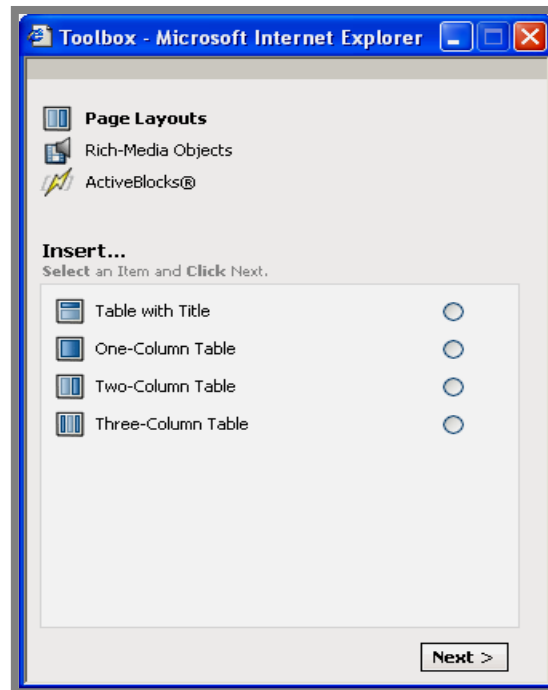 Toolbox - Microsoft Internet Explorer
Page Layouts
Rich-Media Objects
ActiveBlocks®
Insert...
Select an Item and Click Next.
Table with Title
One-Column Table
Two-Column Table
Three-Column Table
Next >